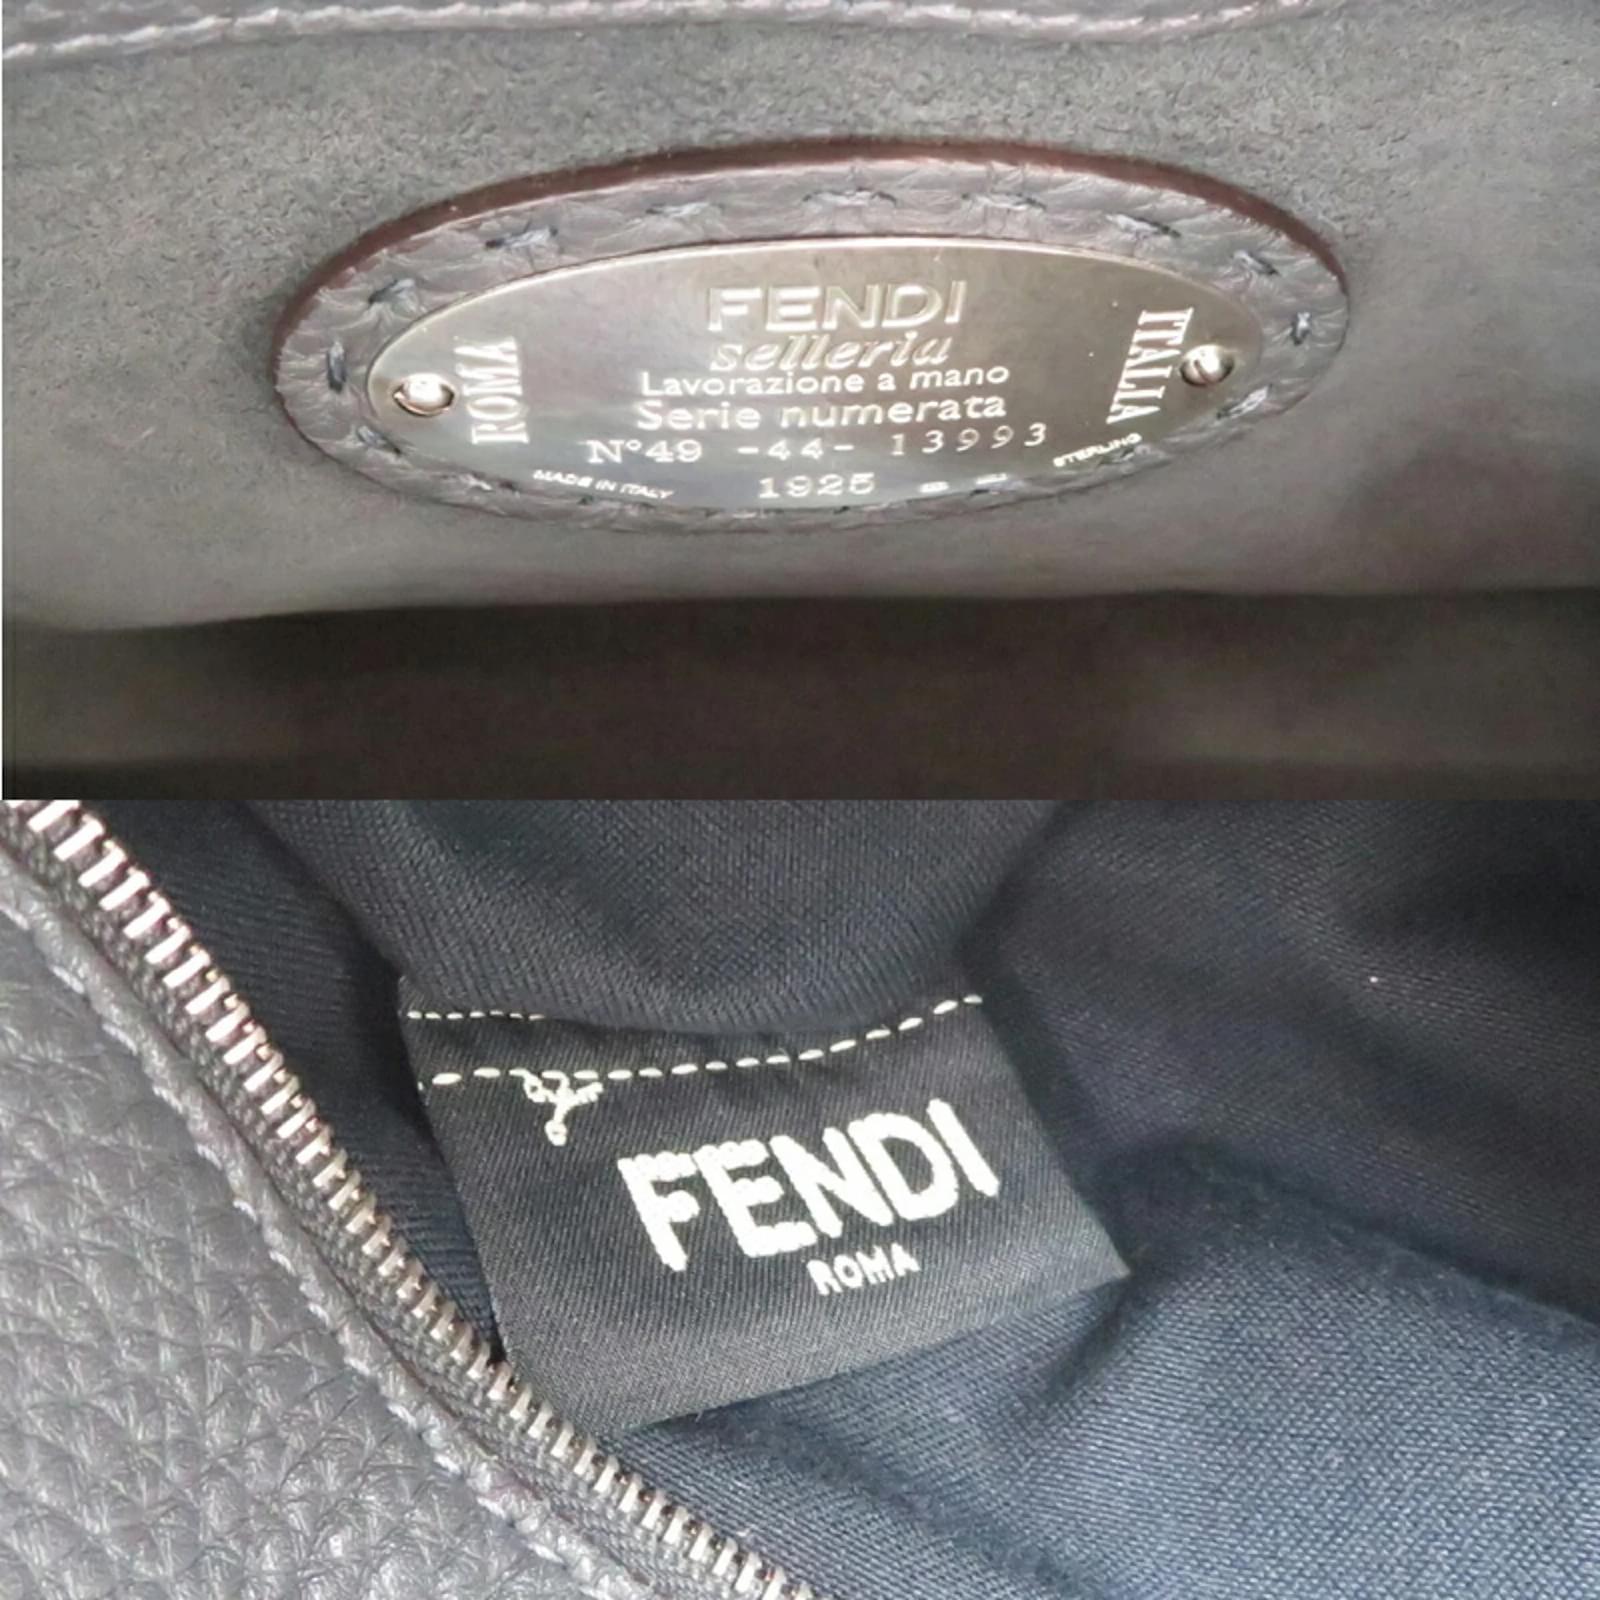 FENDI
selleria
Lavorazione a mano
Serie numerata
N°49 -44- 13993
1925
ROMA
ITALIA
MADE IN ITALY
STERLING
FENDI
ROMA